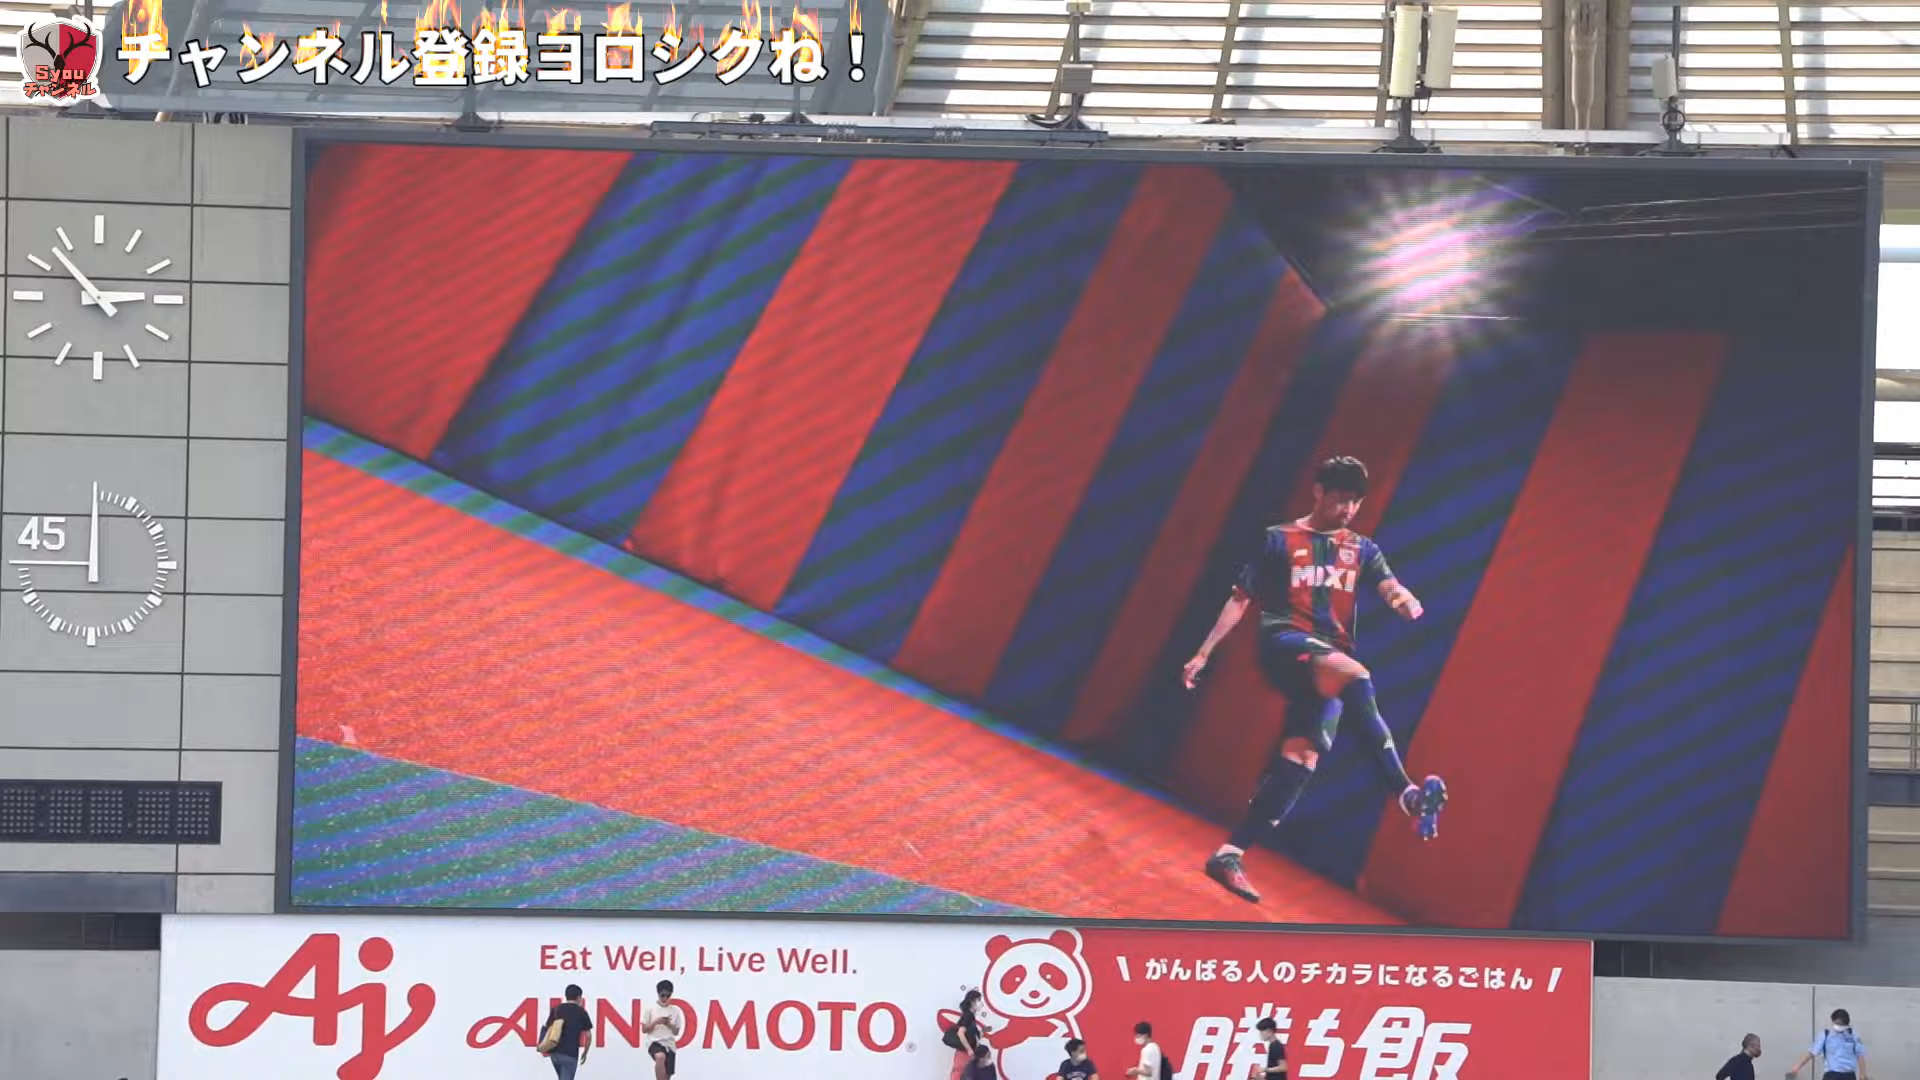 チャンネル登録ヨロシクね！
Syou
チャンネル
45
MIXI
Aj
Eat Well, Live Well.
AJINOMOTO
\ がんばる人のチカラになるごはん /
勝ち飯